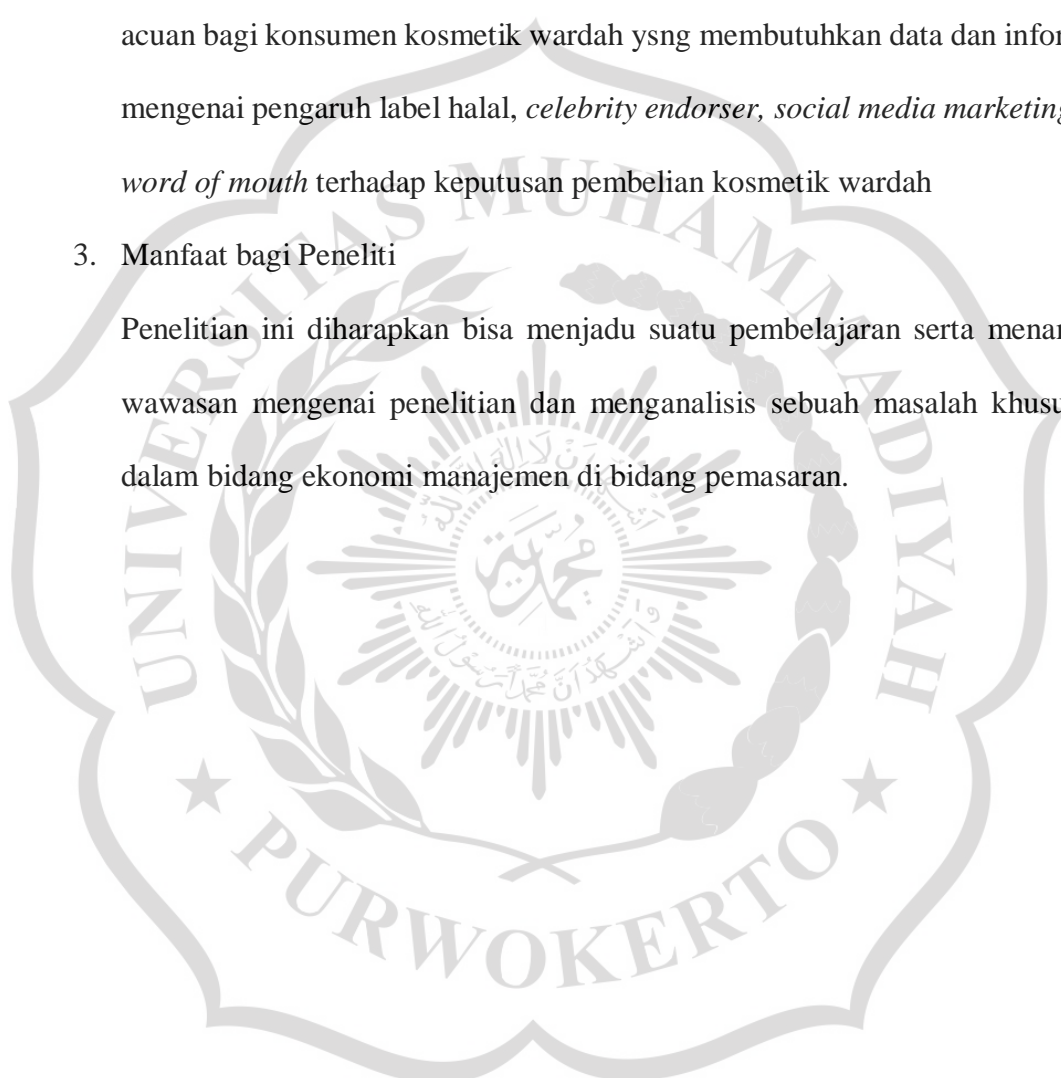 acuan bagi konsumen kosmetik wardah ysng membutuhkan data dan infor
mengenai pengaruh label halal, celebrity endorser, social media marketing
word of mouth terhadap keputusan pembelian kosmetik wardah
3. Manfaat bagi Peneliti
Penelitian ini diharapkan bisa menjadu suatu pembelajaran serta
wawasan mengenai penelitian dan menganalisis sebuah masalah
dalam bidang ekonomi manajemen di bidang pemasaran.
UNIVERSITAS MUHAMMADIYAH
PURWOKERTO